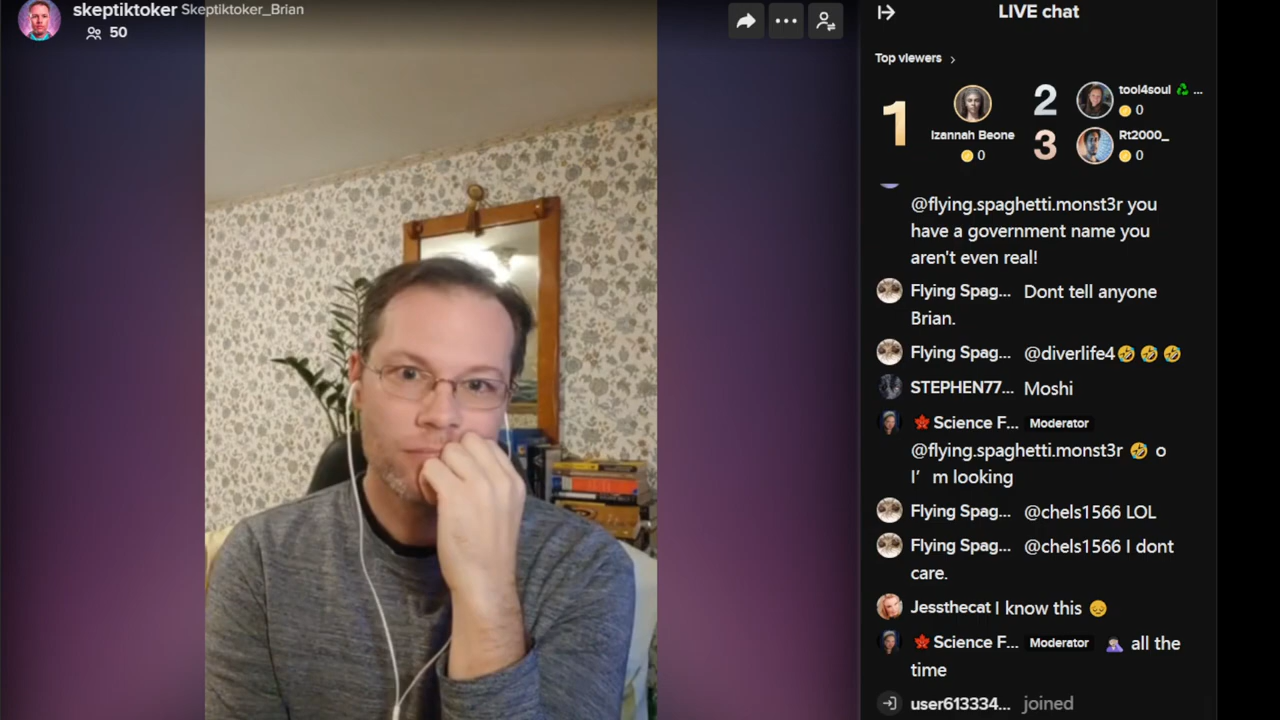 skeptiktoker Skeptiktoker_Brian
50
LIVE chat
Top viewers
1
Izannah Beone
0
2
tool4soul ...
0
3
Rt2000_
0
@flying.spaghetti.monst3r you
have a government name you
aren't even real!
Flying Spag... Dont tell anyone
Brian.
Flying Spag... @diverlife4🤣🤣🤣
STEPHEN77... Moshi
Science F... Moderator
@flying.spaghetti.monst3r 🤣 o
I’m looking
Flying Spag... @chels1566 LOL
Flying Spag... @chels1566 I dont
care.
Jessthecat I know this 😞
Science F... Moderator 🤦 all the
time
user613334... joined